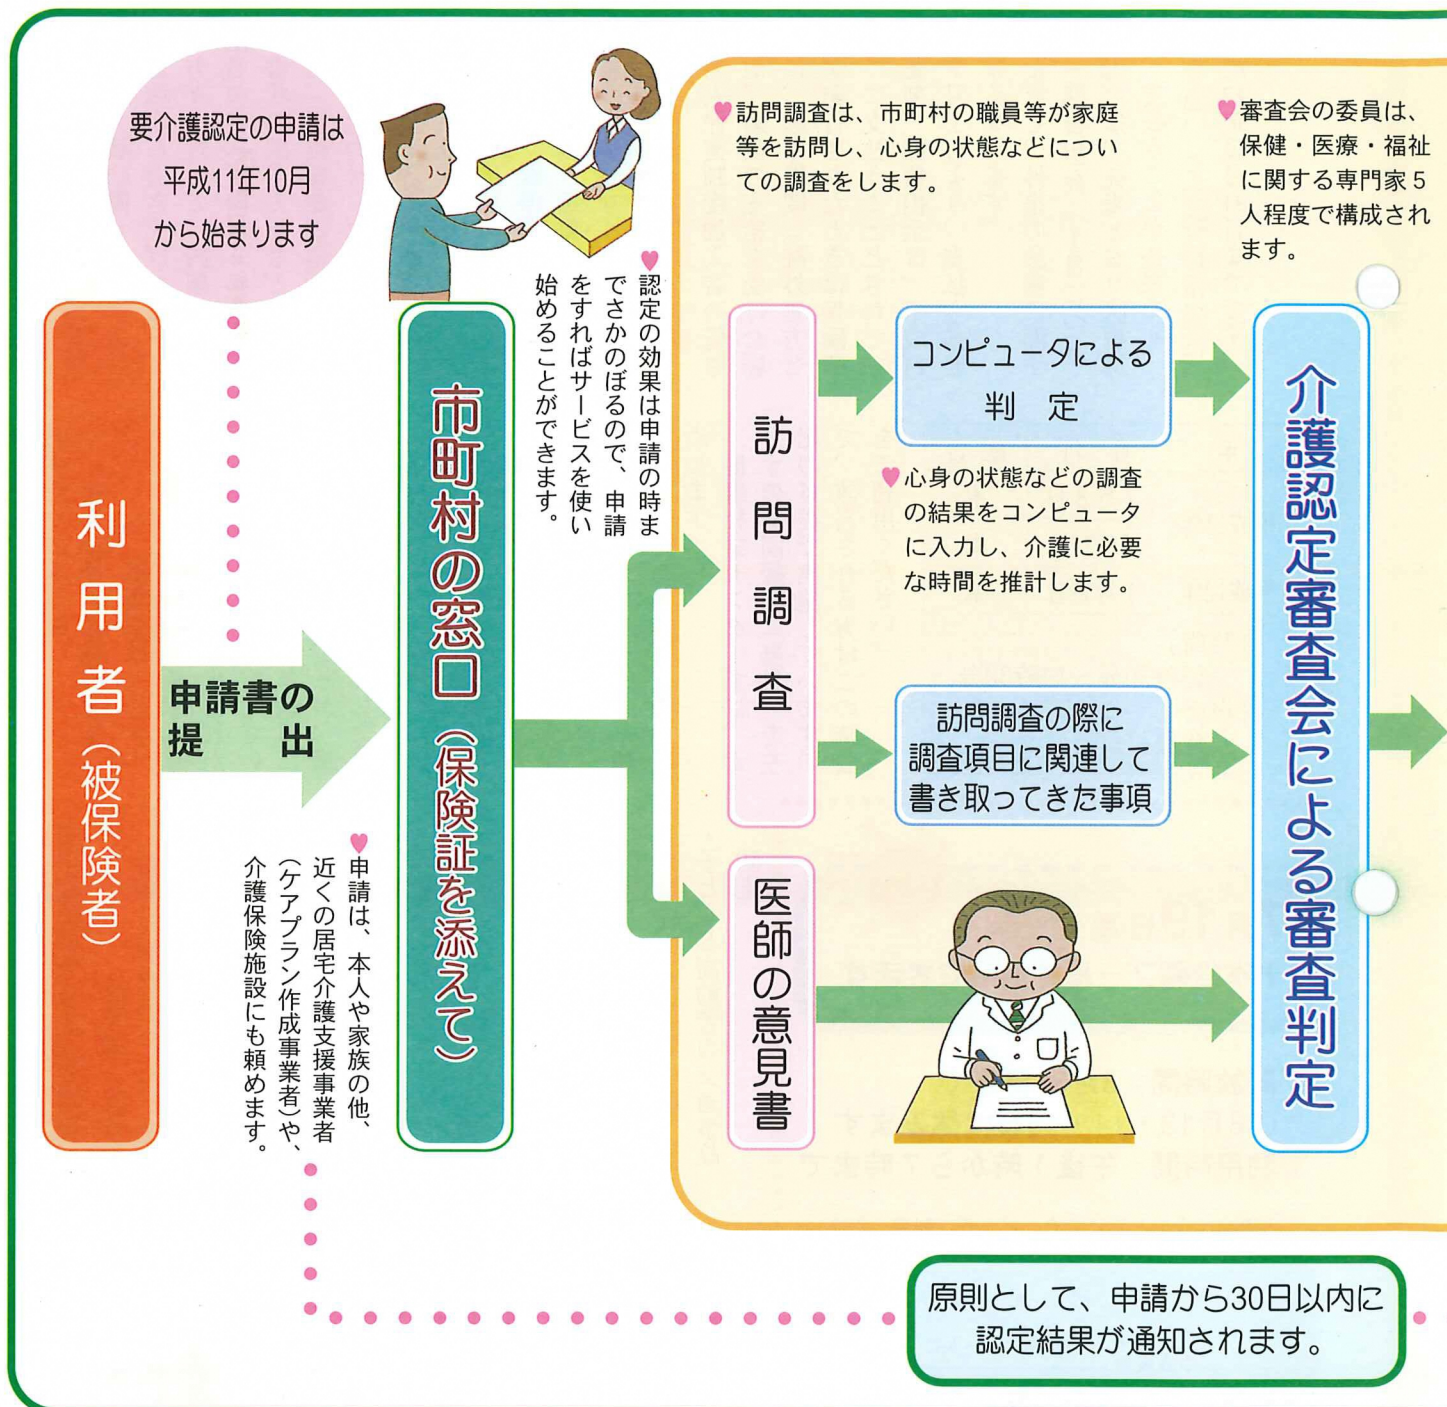 要介護認定の申請は
平成11年10月
から始まります
利用者（被保険者）
申請書の
提出
市町村の窓口（保険証を添えて）
♥認定の効果は申請の時ま
でさかのぼるので、申請
をすればサービスを使い
始めることができます。
♥申請は、本人や家族の他、
近くの居宅介護支援事業者
（ケアプラン作成事業者）や、
介護保険施設にも頼めます。
♥訪問調査は、市町村の職員等が家庭
等を訪問し、心身の状態などについ
ての調査をします。
訪問調査
コンピュータによる
判定
♥心身の状態などの調査
の結果をコンピュータ
に入力し、介護に必要
な時間を推計します。
訪問調査の際に
調査項目に関連して
書き取ってきた事項
医師の意見書
♥審査会の委員は、
保健・医療・福祉
に関する専門家５
人程度で構成され
ます。
介護認定審査会による審査判定
原則として、申請から30日以内に
認定結果が通知されます。